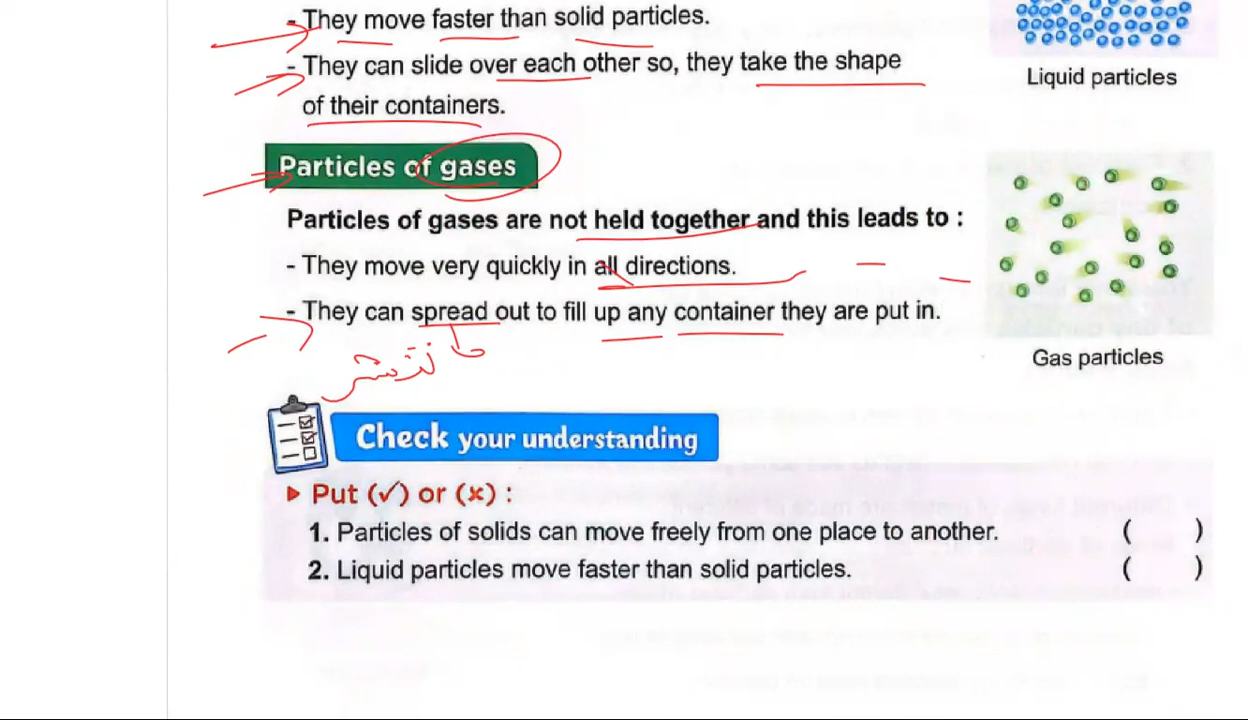 - They move faster than solid particles.
- They can slide over each other so, they take the shape
of their containers.
Liquid particles
Particles of gases
Particles of gases are not held together and this leads to :
- They move very quickly in all directions.
- They can spread out to fill up any container they are put in.
Gas particles
Check your understanding
Put (✓) or (x) :
1. Particles of solids can move freely from one place to another. ( )
2. Liquid particles move faster than solid particles. ( )